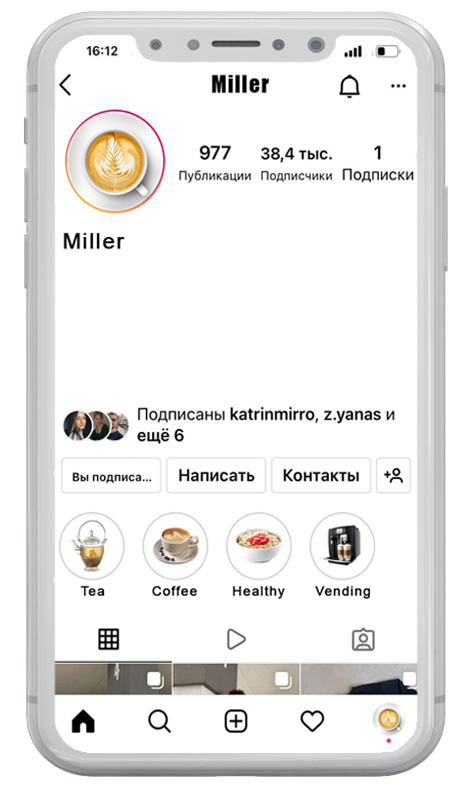 16:12
Miller
977 38,4 тыс. 1
Публикации Подписчики Подписки
Miller
Подписаны katrinmirro, z.yanas и
ещё 6
Вы подписа... Написать Контакты
Tea Coffee Healthy Vending